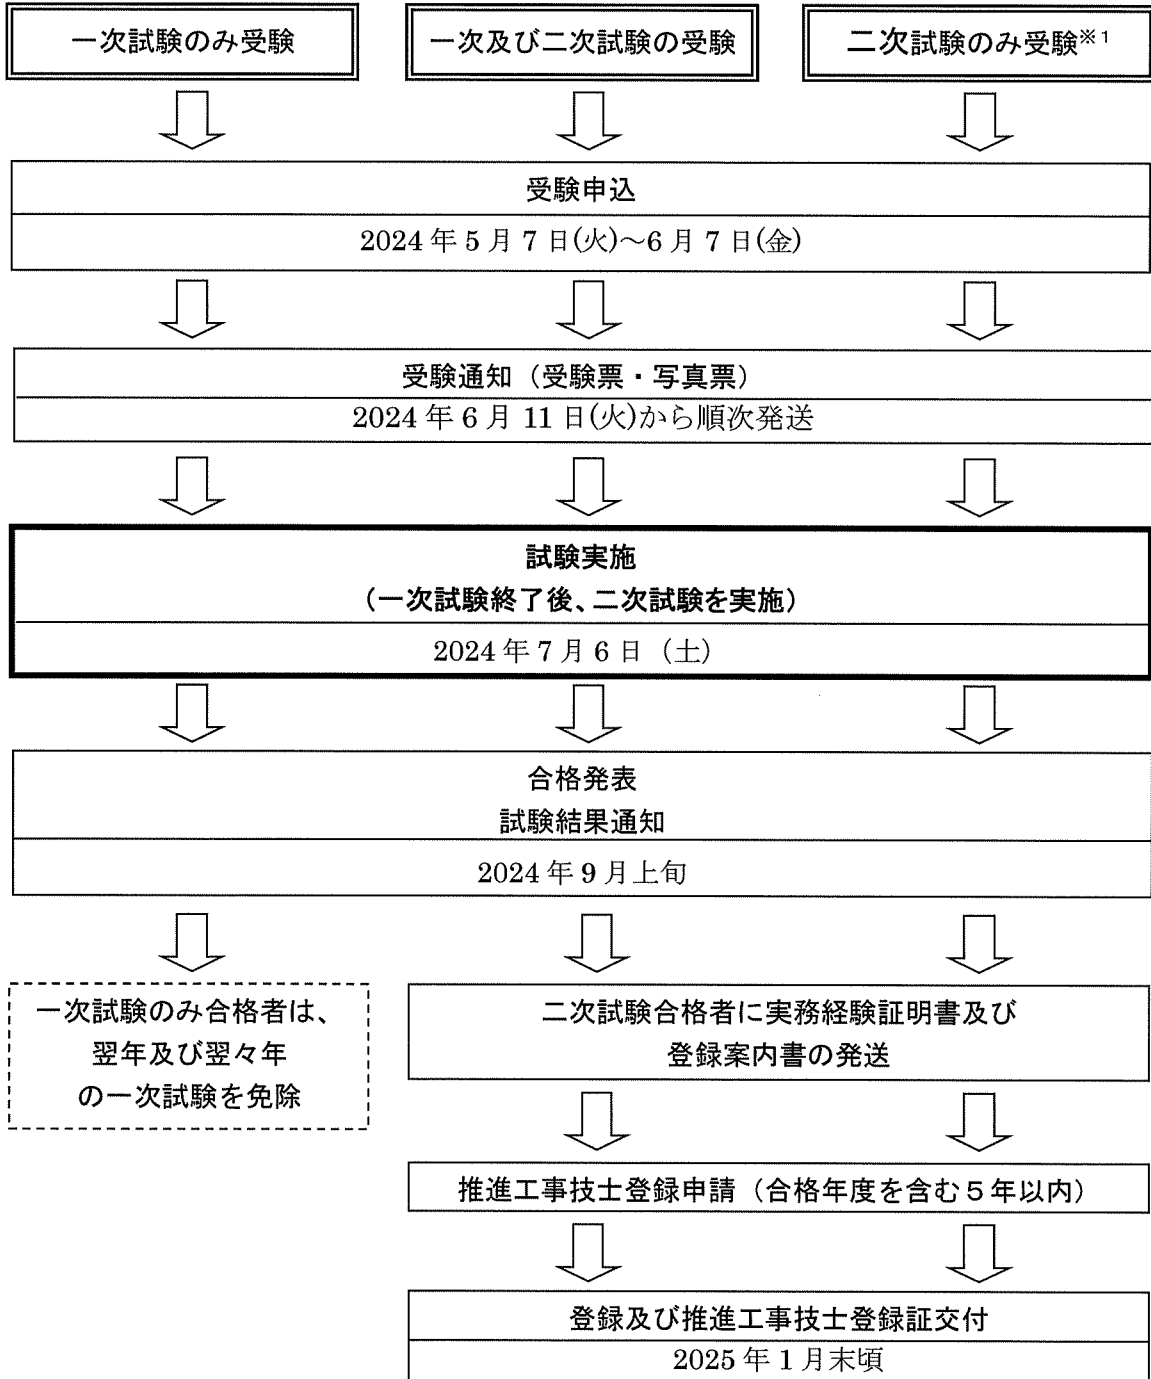 一次試験のみ受験
一次及び二次試験の受験
二次試験のみ受験※1
受験申込
2024年5月7日(火)～6月7日(金)
受験通知（受験票・写真票）
2024年6月11日(火)から順次発送
試験実施
（一次試験終了後、二次試験を実施）
2024年7月6日（土）
合格発表
試験結果通知
2024年9月上旬
一次試験のみ合格者は、
翌年及び翌々年
の一次試験を免除
二次試験合格者に実務経験証明書及び
登録案内書の発送
推進工事技士登録申請（合格年度を含む５年以内）
登録及び推進工事技士登録証交付
2025年1月末頃